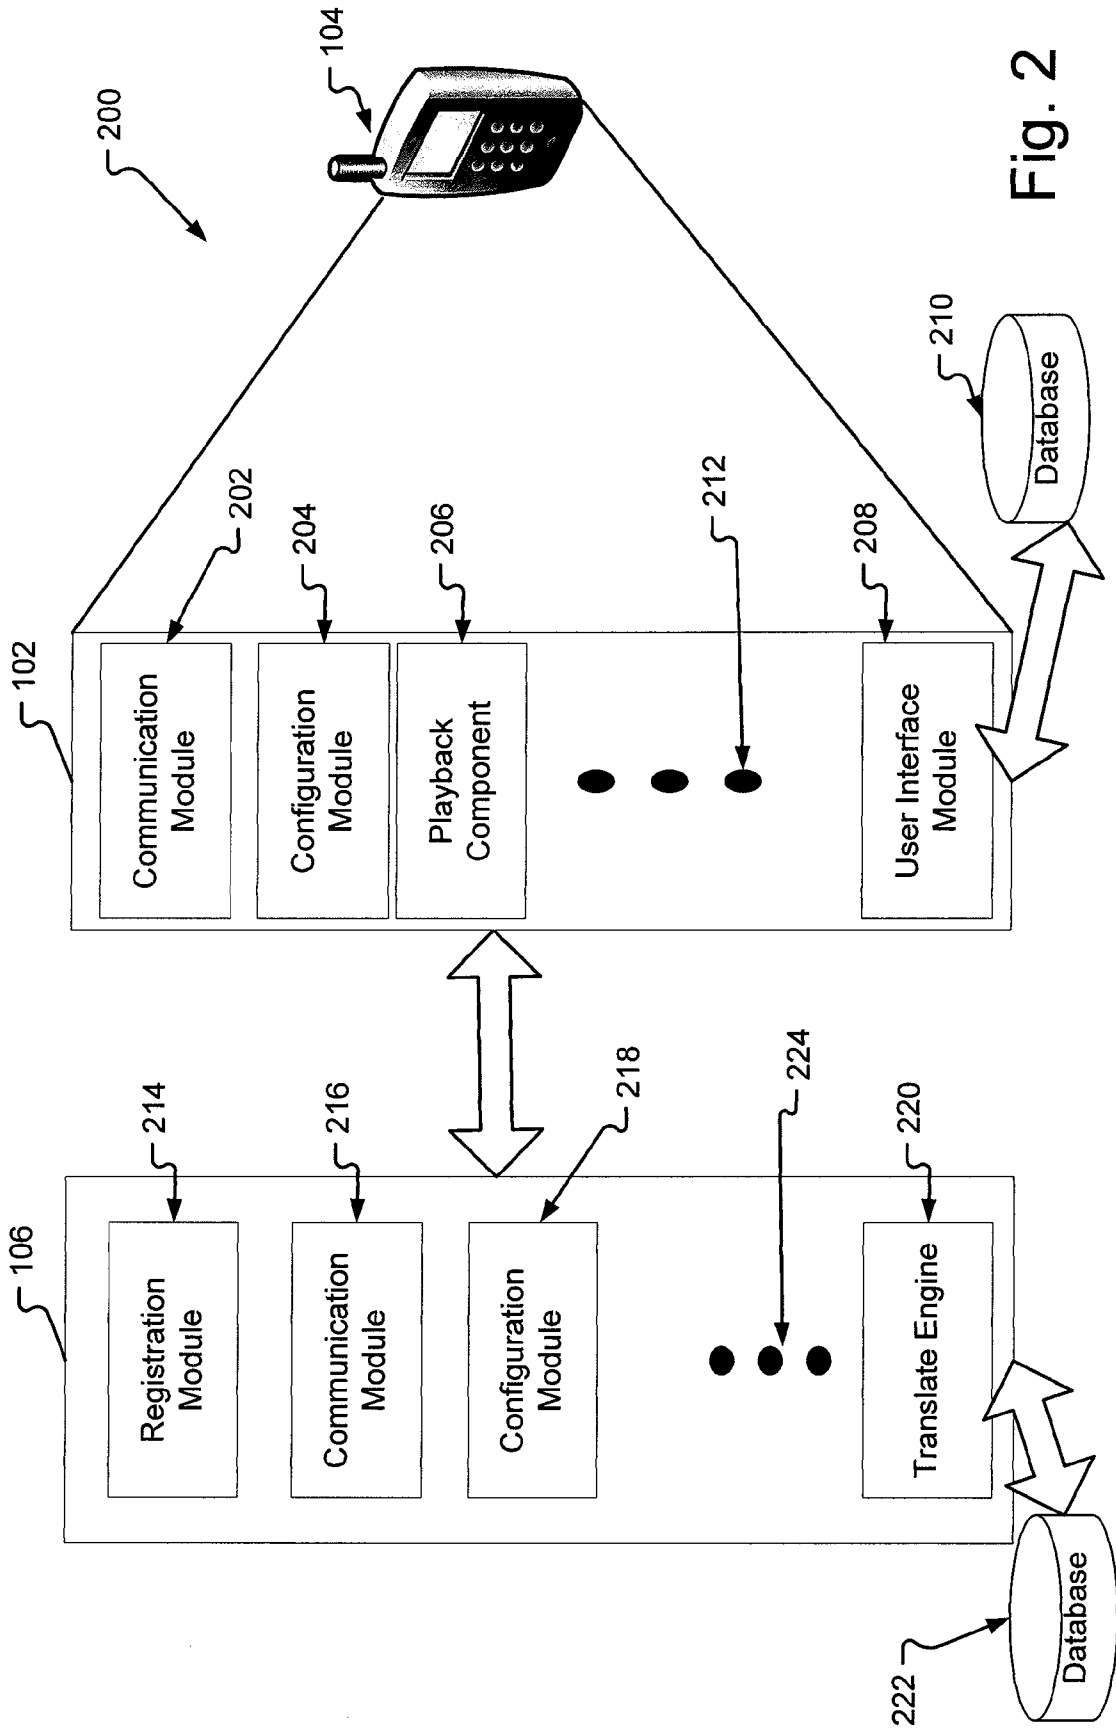 200
106
102
104
Registration
Module
214
Communication
Module
202
Communication
Module
216
Configuration
Module
204
Configuration
Module
218
Playback
Component
206
224
212
Translate Engine
220
User Interface
Module
208
222
Database
Database
210
Fig. 2